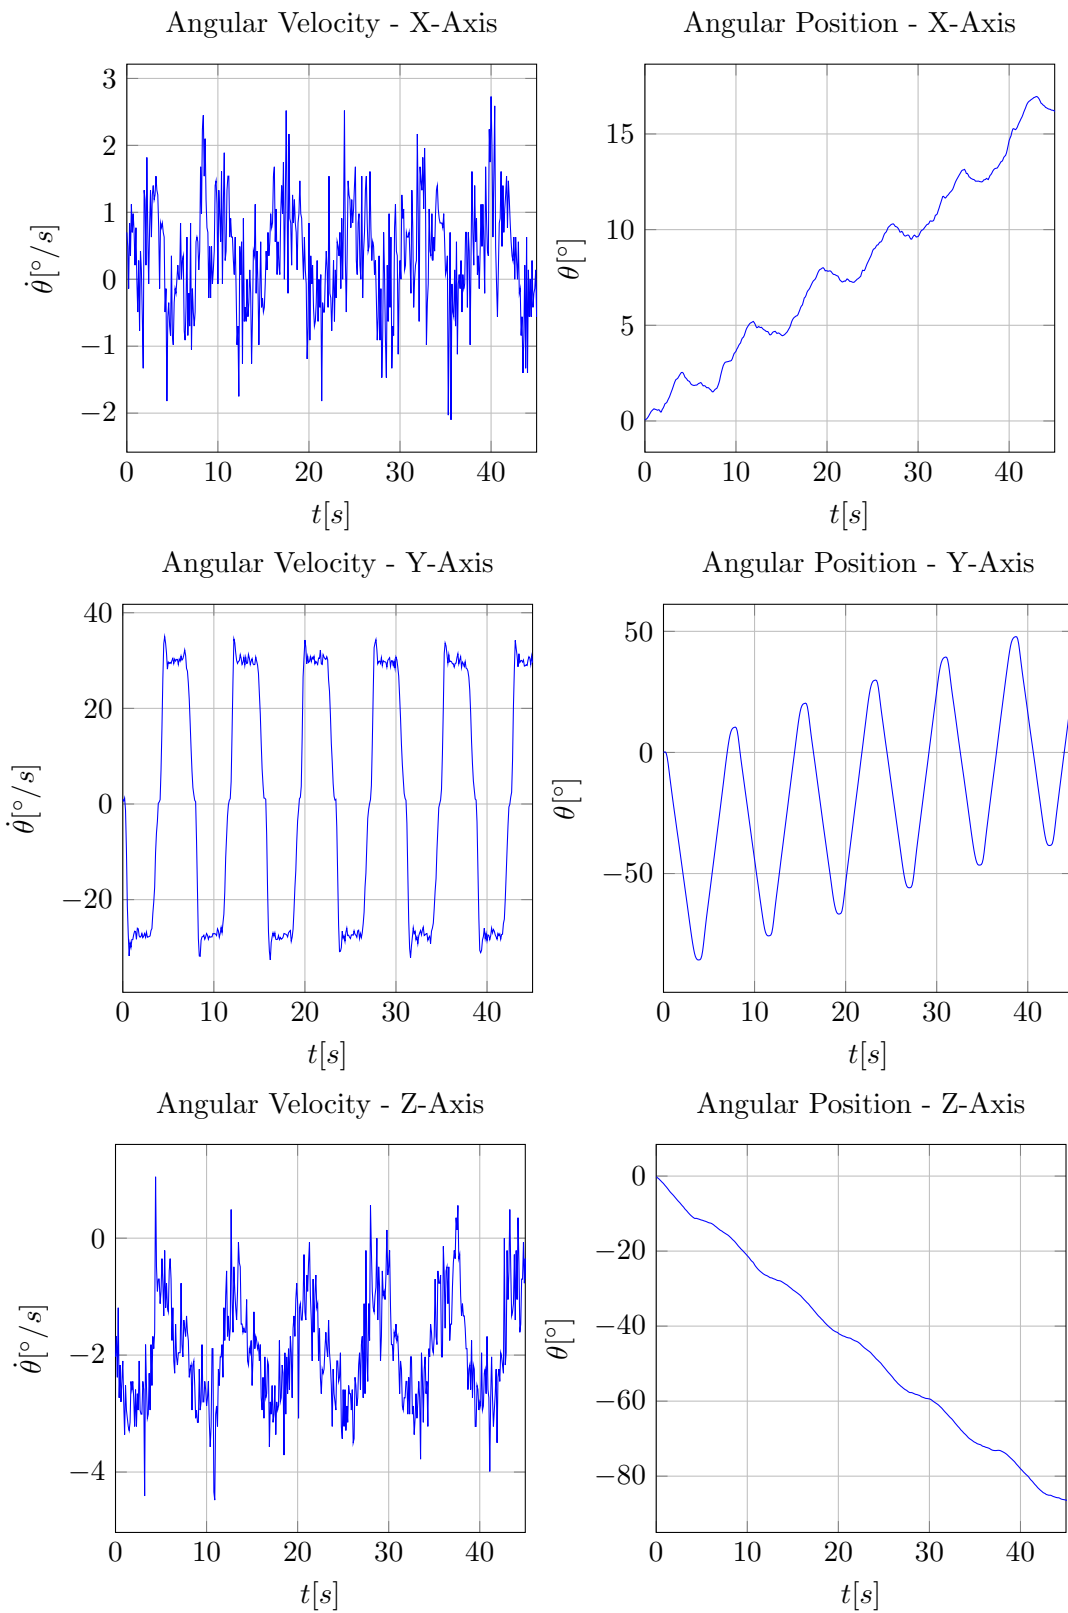 Angular Velocity - X-Axis
Angular Position - X-Axis
3
2
1
0
−1
−2
0 10 20 30 40
θ̇[°/s]
t[s]
15
10
5
0
0 10 20 30 40
θ[°]
t[s]
Angular Velocity - Y-Axis
Angular Position - Y-Axis
40
20
0
−20
0 10 20 30 40
θ̇[°/s]
t[s]
50
0
−50
0 10 20 30 40
θ[°]
t[s]
Angular Velocity - Z-Axis
Angular Position - Z-Axis
0
−2
−4
0 10 20 30 40
θ̇[°/s]
t[s]
0
−20
−40
−60
−80
0 10 20 30 40
θ[°]
t[s]